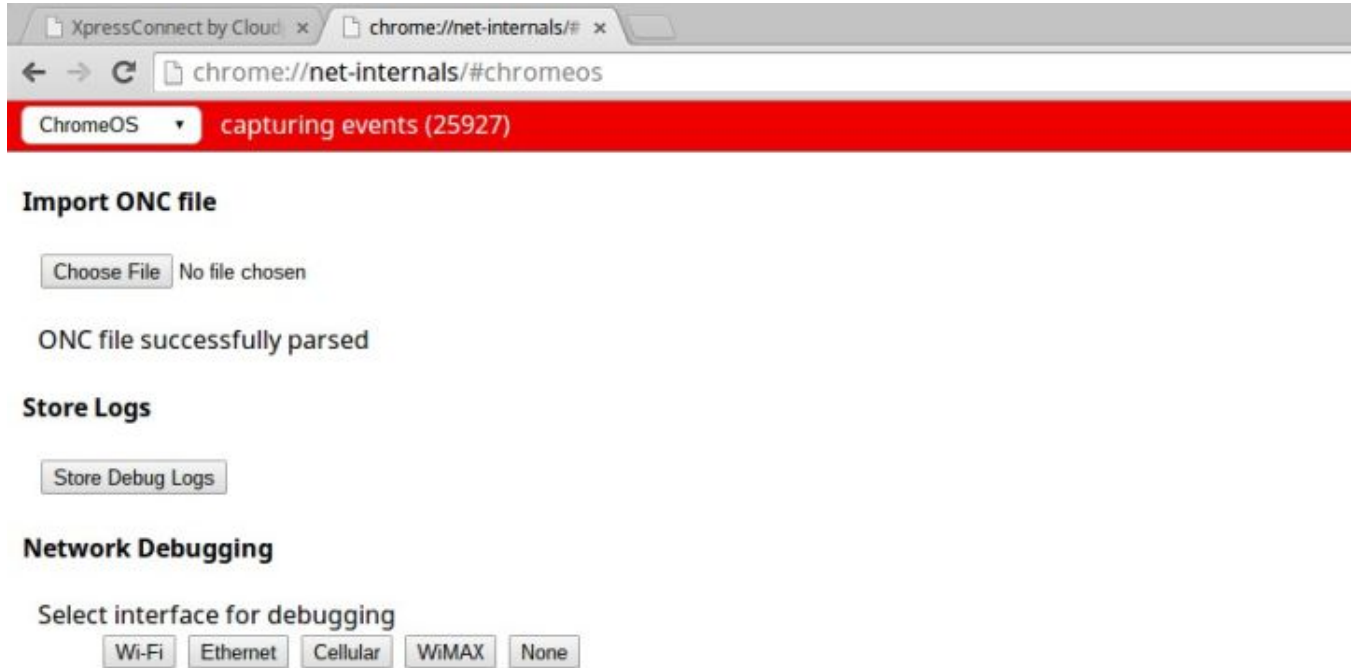 XpressConnect by Cloud
chrome://net-internals/#
chrome://net-internals/#chromeos
ChromeOS capturing events (25927)
Import ONC file
Choose File No file chosen
ONC file successfully parsed
Store Logs
Store Debug Logs
Network Debugging
Select interface for debugging
Wi-Fi Ethernet Cellular WiMAX None